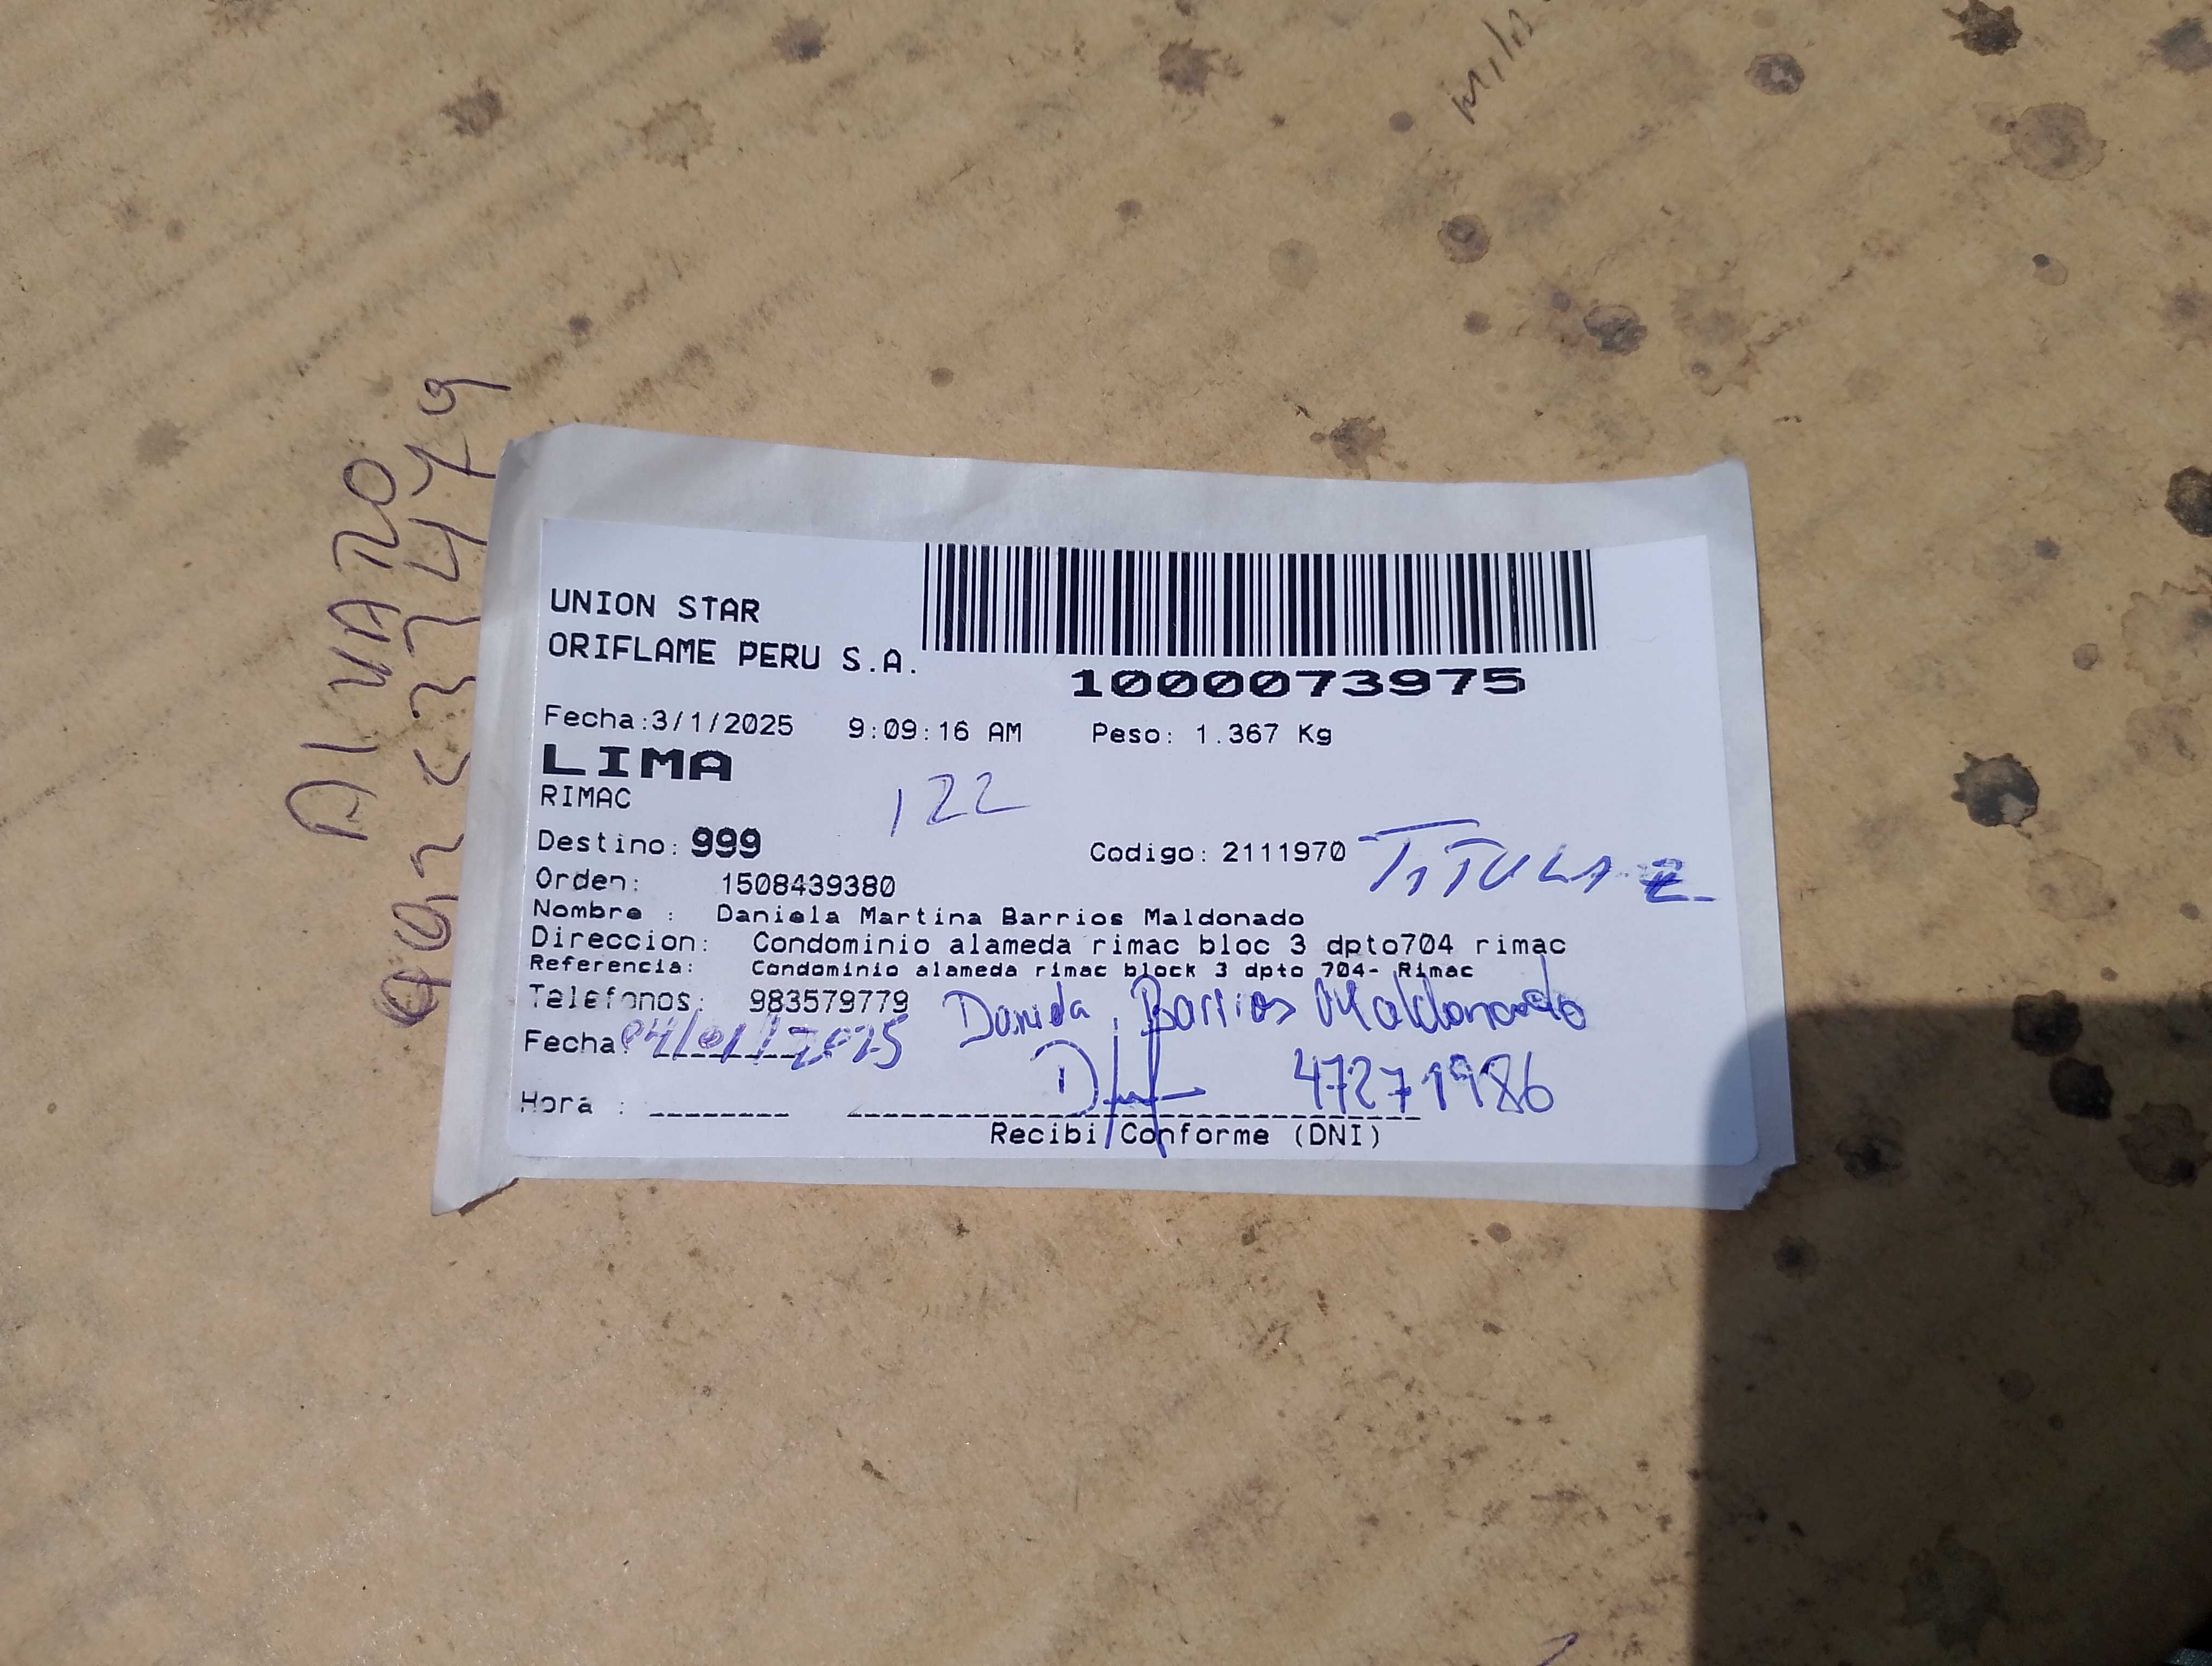 UNION STAR
ORIFLAME PERU S.A.
1000073975
Fecha:3/1/2025 9:09:16 AM Peso: 1.367 Kg
LIMA
RIMAC
122
Destino: 999 Codigo: 2111970 TITULAR
Orden: 1508439380
Nombre : Daniela Martina Barrios Maldonado
Direccion: Condominio alameda rimac bloc 3 dpto704 rimac
Referencia: Condominio alameda rimac block 3 dpto 704- Rimac
Telefonos: 983579779 Daniela Barrios Maldonado
Fecha: 04/01/2025
47271986
Hora : ________ ________________________________
Recibi Conforme (DNI)